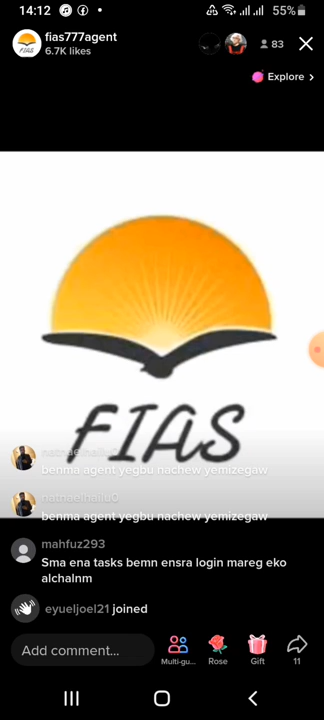 14:12
55%
fias777agent
6.7K likes
83
Explore
FIAS
natnaelhailu0
benma agent yegbu nachew yemizegaw
natnaelhailu0
benma agent yegbu nachew yemizegaw
mahfuz293
Sma ena tasks bemn ensra login mareg eko
alchalnm
eyueljoel21 joined
Add comment...
Multi-gu...
Rose
Gift
11